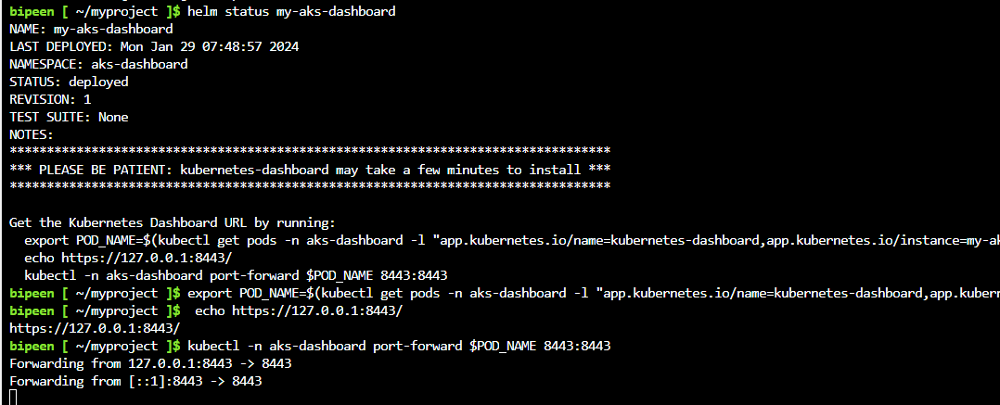 bipeen [ ~/myproject ]$ helm status my-aks-dashboard
NAME: my-aks-dashboard
LAST DEPLOYED: Mon Jan 29 07:48:57 2024
NAMESPACE: aks-dashboard
STATUS: deployed
REVISION: 1
TEST SUITE: None
NOTES:
*********************************************************************************
*** PLEASE BE PATIENT: kubernetes-dashboard may take a few minutes to install ***
*********************************************************************************
Get the Kubernetes Dashboard URL by running:
  export POD_NAME=$(kubectl get pods -n aks-dashboard -l "app.kubernetes.io/name=kubernetes-dashboard,app.kubernetes.io/instance=my-ak
  echo https://127.0.0.1:8443/
  kubectl -n aks-dashboard port-forward $POD_NAME 8443:8443
bipeen [ ~/myproject ]$ export POD_NAME=$(kubectl get pods -n aks-dashboard -l "app.kubernetes.io/name=kubernetes-dashboard,app.kubern
bipeen [ ~/myproject ]$  echo https://127.0.0.1:8443/
https://127.0.0.1:8443/
bipeen [ ~/myproject ]$ kubectl -n aks-dashboard port-forward $POD_NAME 8443:8443
Forwarding from 127.0.0.1:8443 -> 8443
Forwarding from [::1]:8443 -> 8443